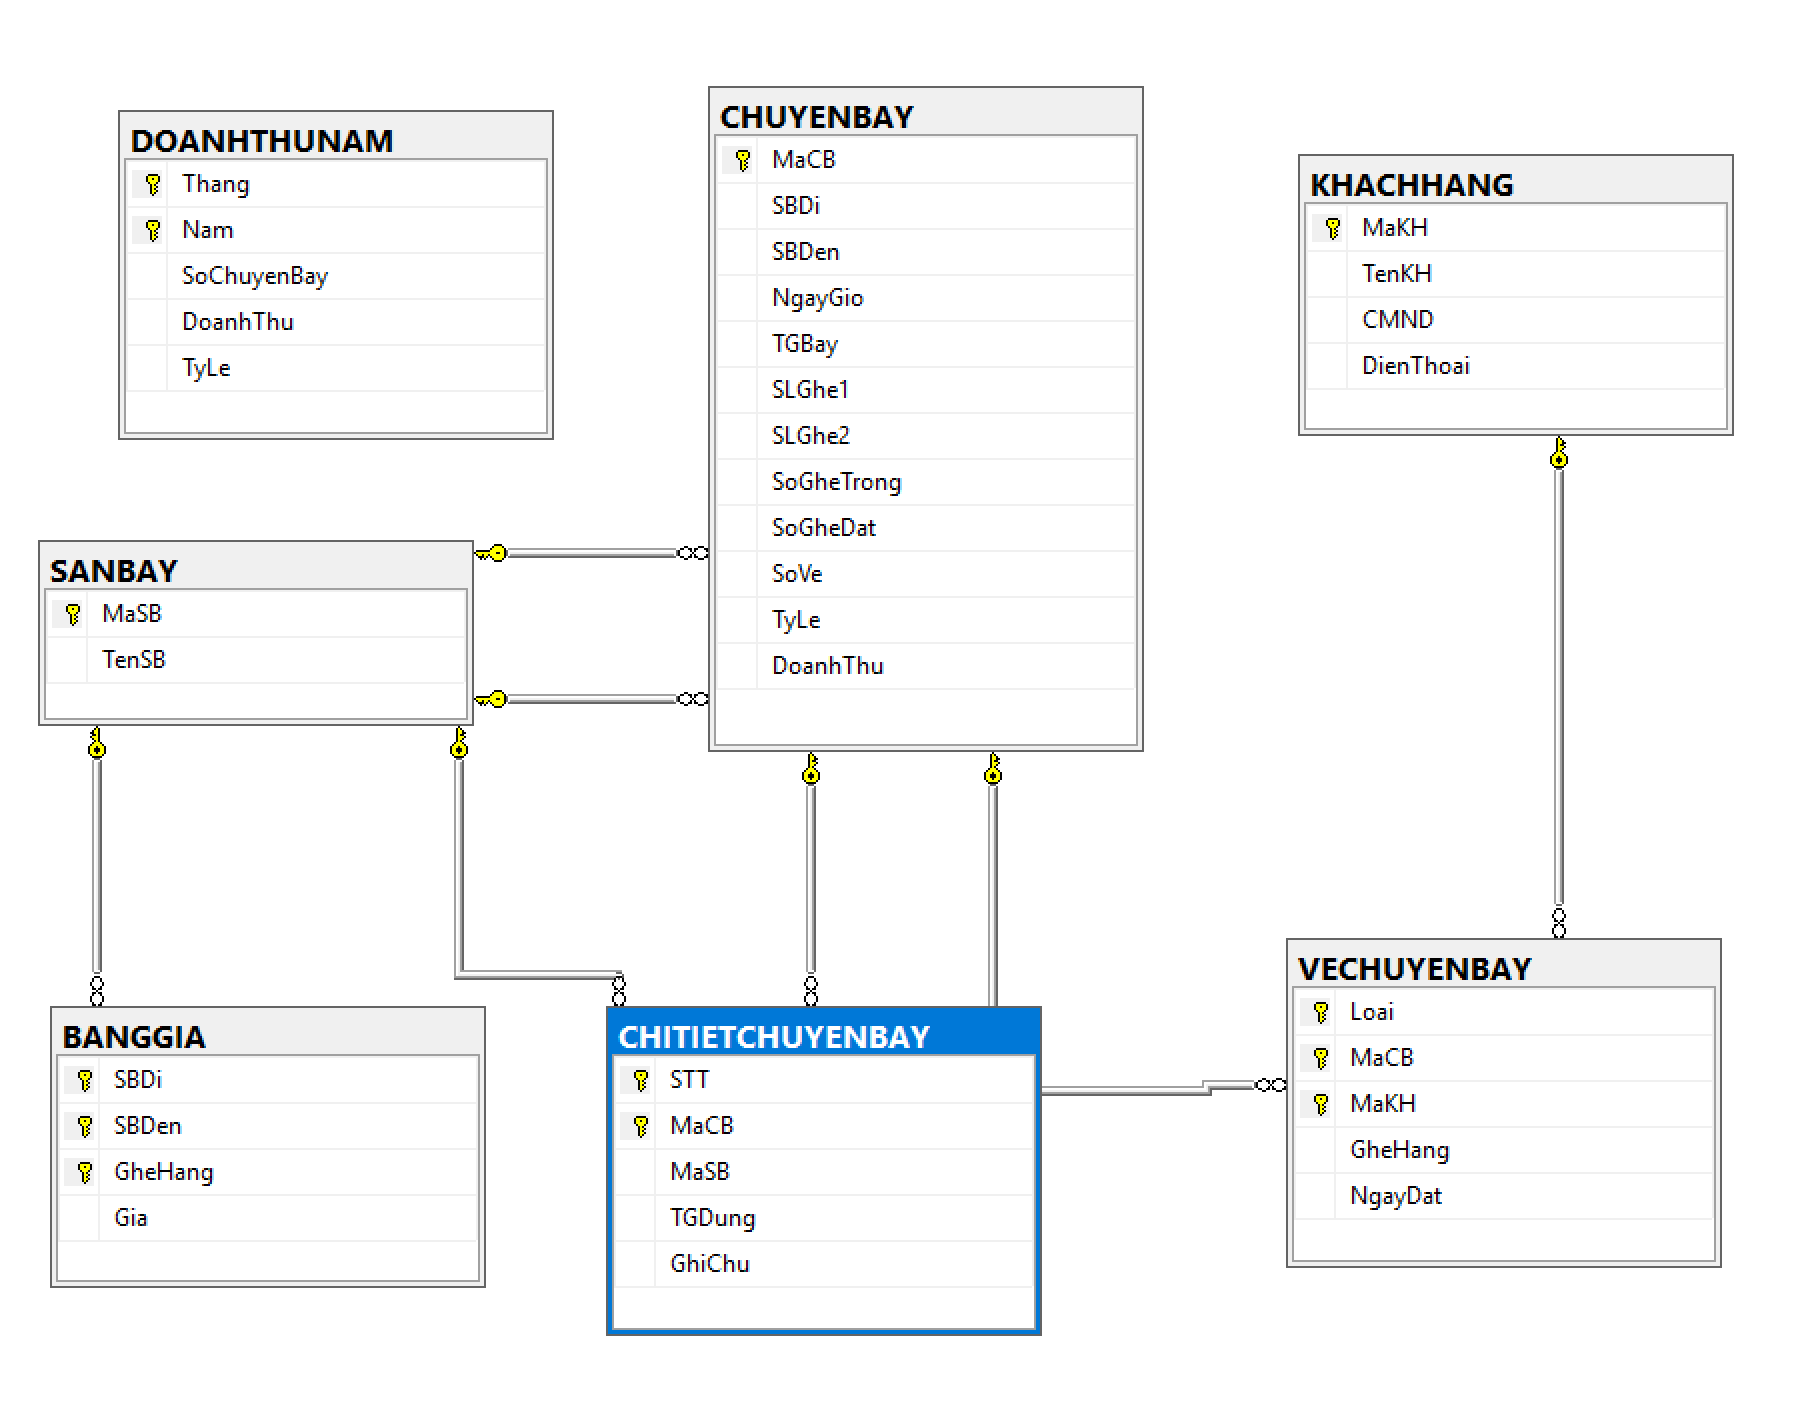 DOANHTHUNAM
Thang
Nam
SoChuyenBay
DoanhThu
TyLe
CHUYENBAY
MaCB
SBDi
SBDen
NgayGio
TGBay
SLGhe1
SLGhe2
SoGheTrong
SoGheDat
SoVe
TyLe
DoanhThu
KHACHHANG
MaKH
TenKH
CMND
DienThoai
SANBAY
MaSB
TenSB
BANGGIA
SBDi
SBDen
GheHang
Gia
CHITIETCHUYENBAY
STT
MaCB
MaSB
TGDung
GhiChu
VECHUYENBAY
Loai
MaCB
MaKH
GheHang
NgayDat